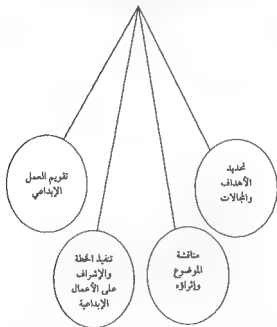 تحديد
الأهداف
والمجالات
مناقشة
الموضوع
وإثراؤه
تنفيذ الخطة
والإشراف
على الأعمال
الإبداعية
تقويم العمل
الإبداعي